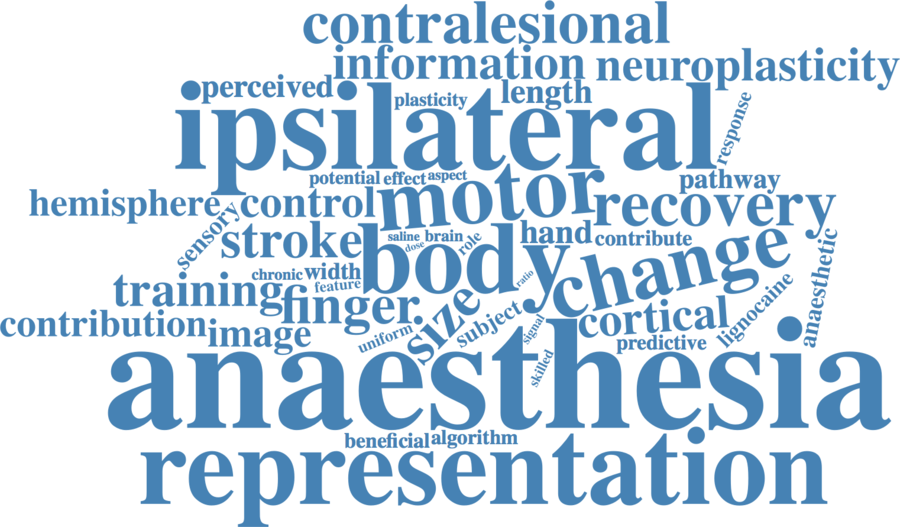 contralesional
information neuroplasticity
perceived
plasticity
length
response
ipsilateral
potential effect aspect
motor
pathway
hemisphere
sensory
control
recovery
stroke
saline brain
dose
role
body
hand
contribute
change
anaesthetic
chronic width
feature
ratio
training
finger
size
subject
signal
cortical
lignocaine
contribution
image
uniform
skilled
predictive
anaesthesia
beneficial algorithm
representation